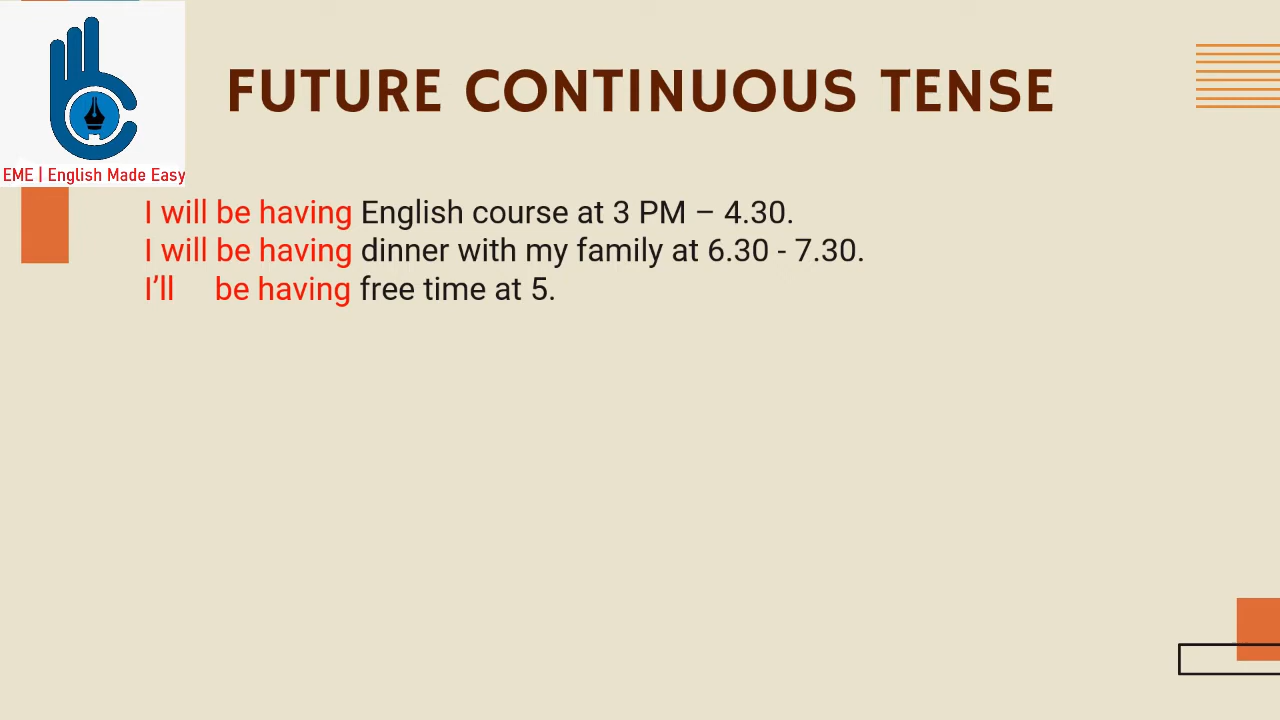 FUTURE CONTINUOUS TENSE
EME | English Made Easy
I will be having English course at 3 PM – 4.30.
I will be having dinner with my family at 6.30 - 7.30.
I’ll be having free time at 5.